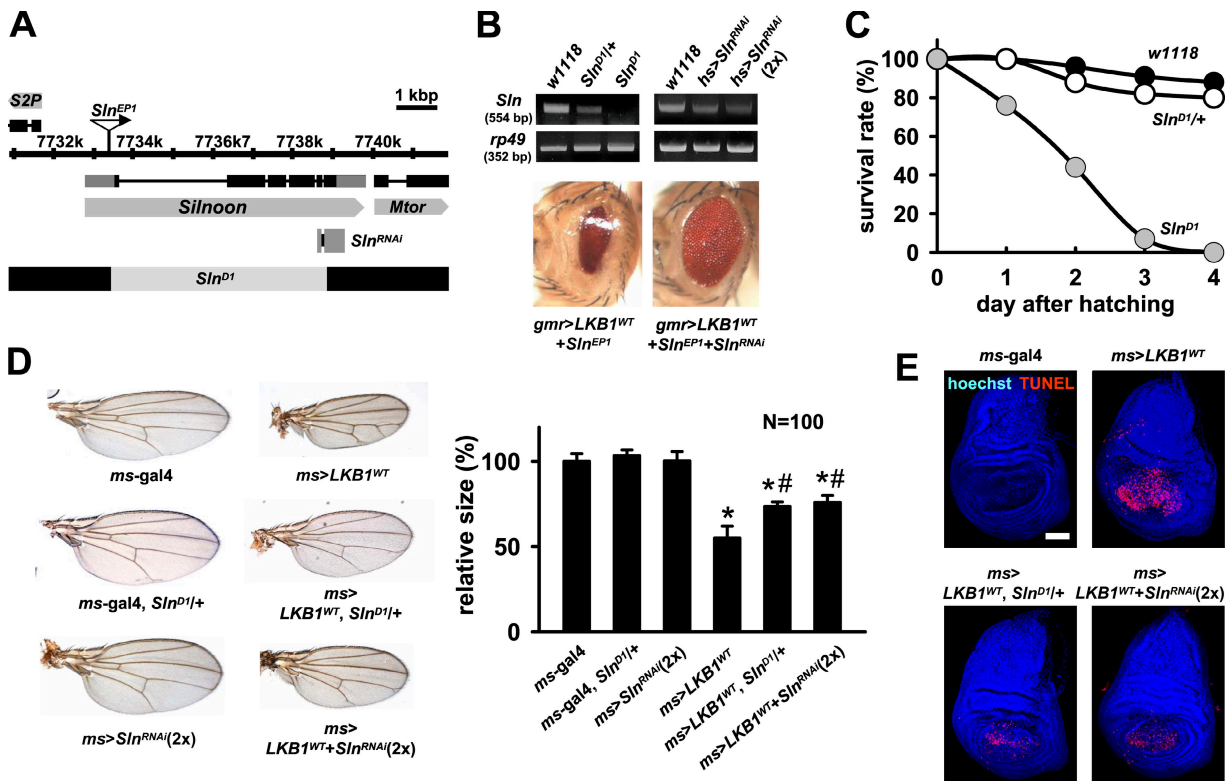 A
S2P
Sln^EP1
1 kbp
7732k 7734k 7736k7 7738k 7740k
Silnoon
Mtor
Sln^RNAi
Sln^D1
B
w1118
Sln^D1/+
Sln^D1
w1118
hs>Sln^RNAi
hs>Sln^RNAi
(2x)
Sln
(554 bp)
rp49
(352 bp)
gmr>LKB1^WT
+Sln^EP1
gmr>LKB1^WT
+Sln^EP1+Sln^RNAi
C
survival rate (%)
100
80
60
40
20
0
w1118
Sln^D1/+
Sln^D1
0 1 2 3 4
day after hatching
D
ms-gal4
ms>LKB1^WT
ms-gal4, Sln^D1/+
ms>
LKB1^WT, Sln^D1/+
ms>Sln^RNAi(2x)
ms>
LKB1^WT+Sln^RNAi(2x)
relative size (%)
N=100
100
50
0
*
*#
*#
ms-gal4
ms-gal4, Sln^D1/+
ms>Sln^RNAi(2x)
ms>LKB1^WT
ms>LKB1^WT, Sln^D1/+
ms>LKB1^WT+Sln^RNAi(2x)
E
ms-gal4
ms>LKB1^WT
hoechst TUNEL
ms>
LKB1^WT, Sln^D1/+
ms>
LKB1^WT+Sln^RNAi(2x)